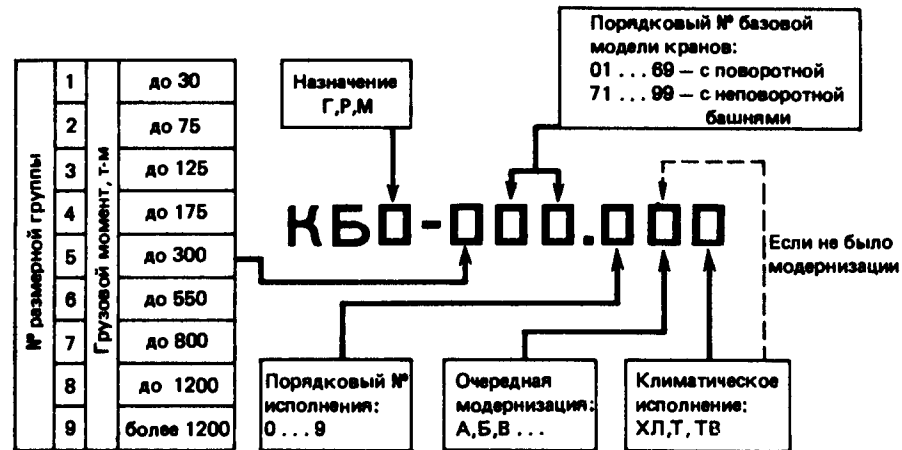 Порядковый № базовой
модели кранов:
01 ... 69 — с поворотной
71 ... 99 — с неповоротной
башнями
Назначение
Г,Р,М
№ размерной группы
Грузовой момент, т-м
1 до 30
2 до 75
3 до 125
4 до 175
5 до 300
6 до 550
7 до 800
8 до 1200
9 более 1200
КБ□-□□□.□□□
Если не было
модернизации
Порядковый №
исполнения:
0 ... 9
Очередная
модернизация:
А,Б,В ...
Климатическое
исполнение:
ХЛ,Т, ТВ